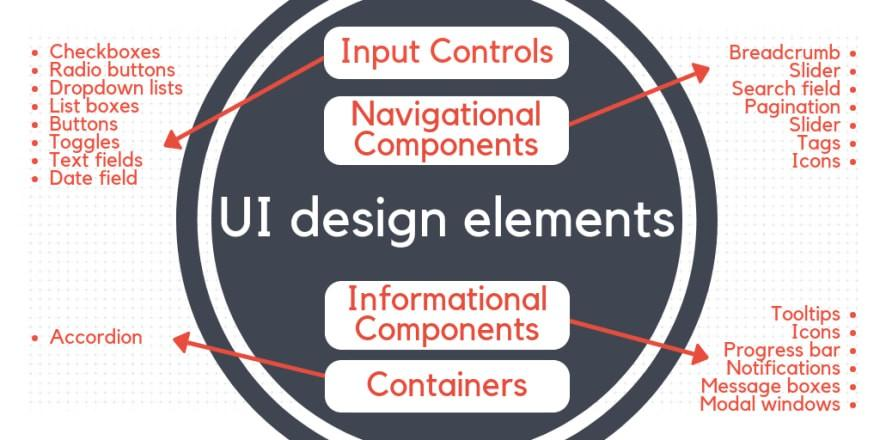 Input Controls
Checkboxes
Radio buttons
Dropdown lists
List boxes
Buttons
Toggles
Text fields
Date field
Navigational
Components
Breadcrumb
Slider
Search field
Pagination
Slider
Tags
Icons
UI design elements
Informational
Components
Tooltips
Icons
Progress bar
Notifications
Message boxes
Modal windows
Containers
Accordion